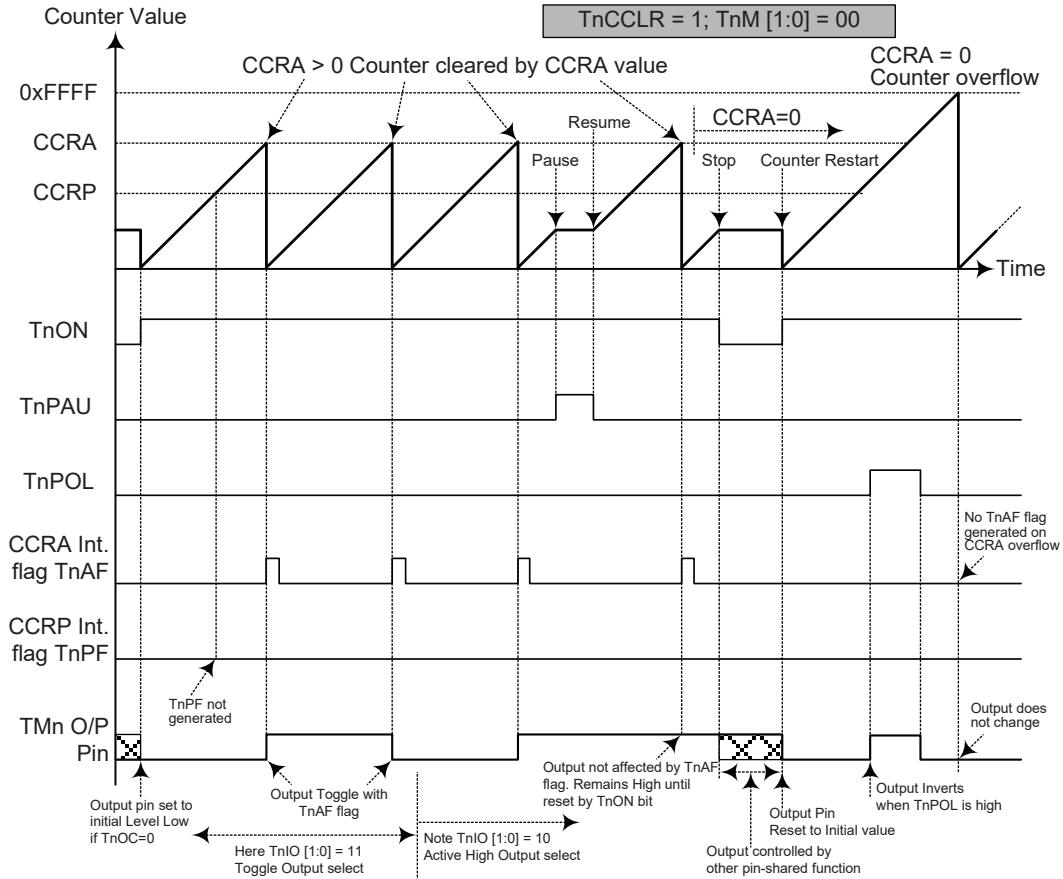 Counter Value
TnCCLR = 1; TnM [1:0] = 00
CCRA > 0 Counter cleared by CCRA value
CCRA = 0
Counter overflow
0xFFFF
CCRA
CCRP
Resume
CCRA=0
Pause
Stop
Counter Restart
Time
TnON
TnPAU
TnPOL
CCRA Int.
flag TnAF
No TnAF flag
generated on
CCRA overflow
CCRP Int.
flag TnPF
TnPF not
generated
TMn O/P
Pin
Output does
not change
Output pin set to
initial Level Low
if TnOC=0
Output Toggle with
TnAF flag
Here TnIO [1:0] = 11
Toggle Output select
Note TnIO [1:0] = 10
Active High Output select
Output not affected by TnAF
flag. Remains High until
reset by TnON bit
Output controlled by
other pin-shared function
Output Pin
Reset to Initial value
Output Inverts
when TnPOL is high